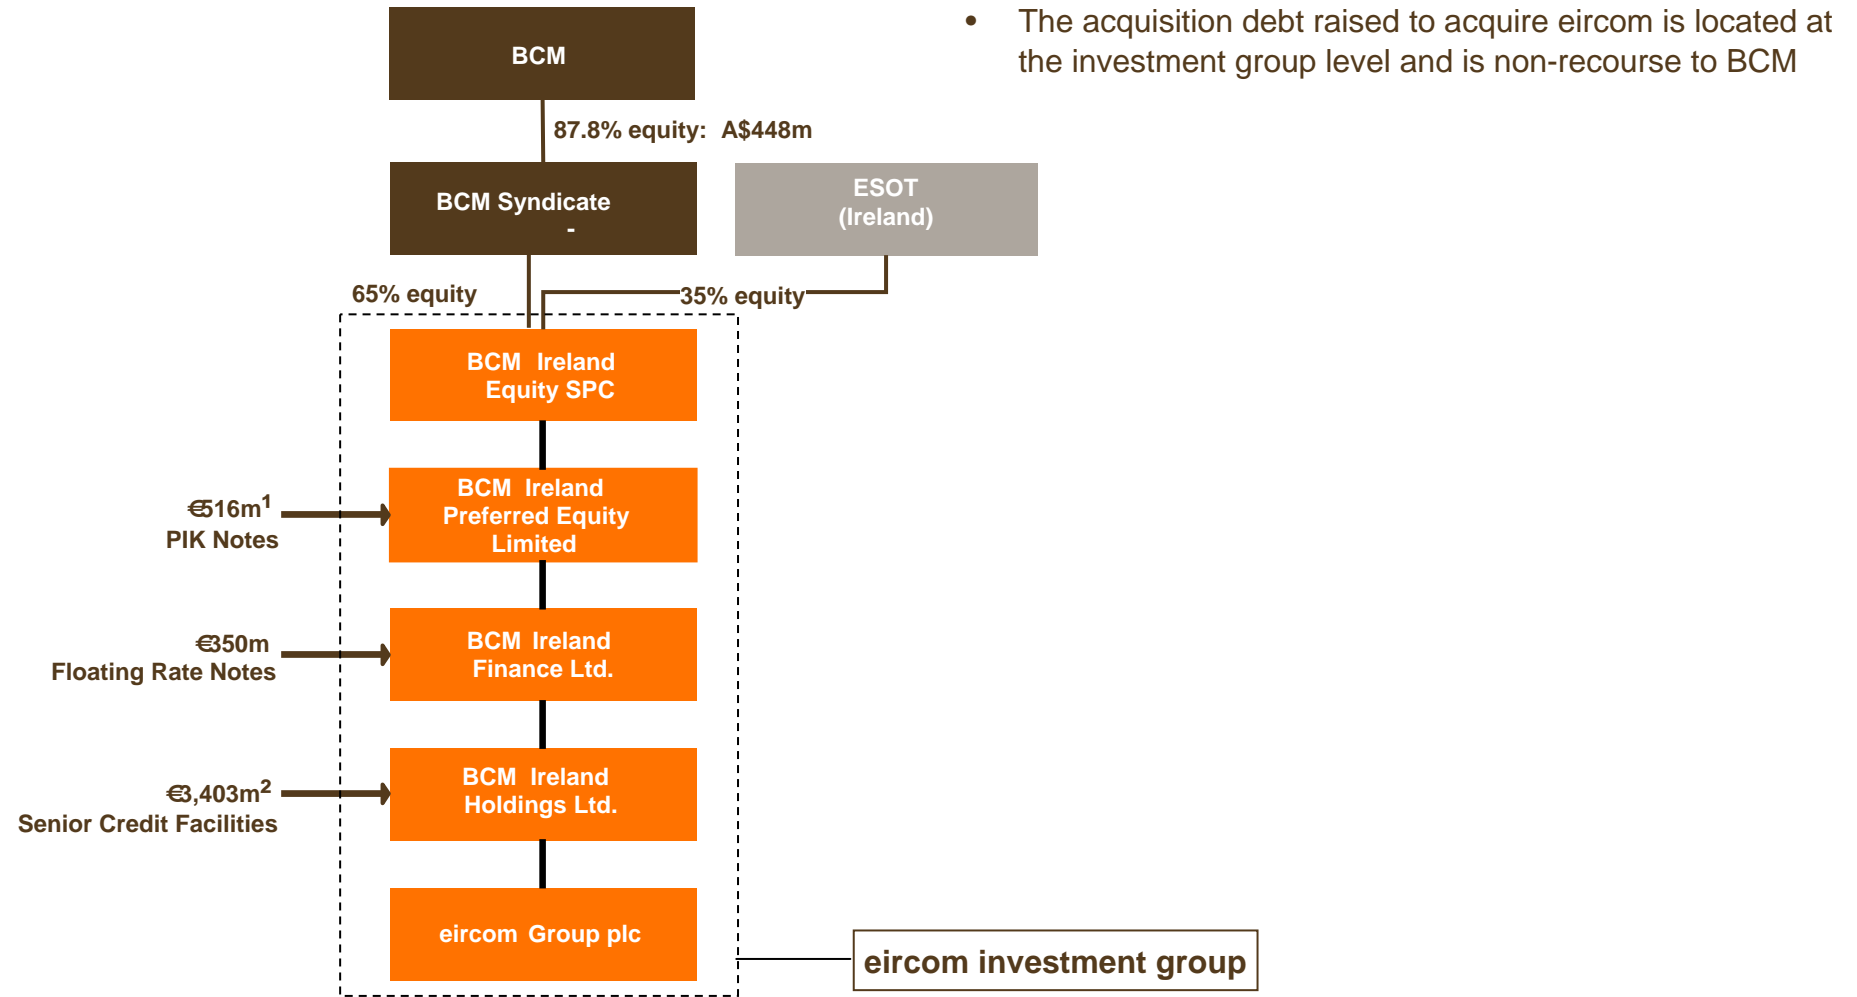 BCM
• The acquisition debt raised to acquire eircom is located at
the investment group level and is non-recourse to BCM
87.8% equity: A$448m
BCM Syndicate
-
ESOT
(Ireland)
65% equity
35% equity
BCM Ireland
Equity SPC
€516m¹
PIK Notes
BCM Ireland
Preferred Equity
Limited
€350m
Floating Rate Notes
BCM Ireland
Finance Ltd.
€3,403m²
Senior Credit Facilities
BCM Ireland
Holdings Ltd.
eircom Group plc
eircom investment group